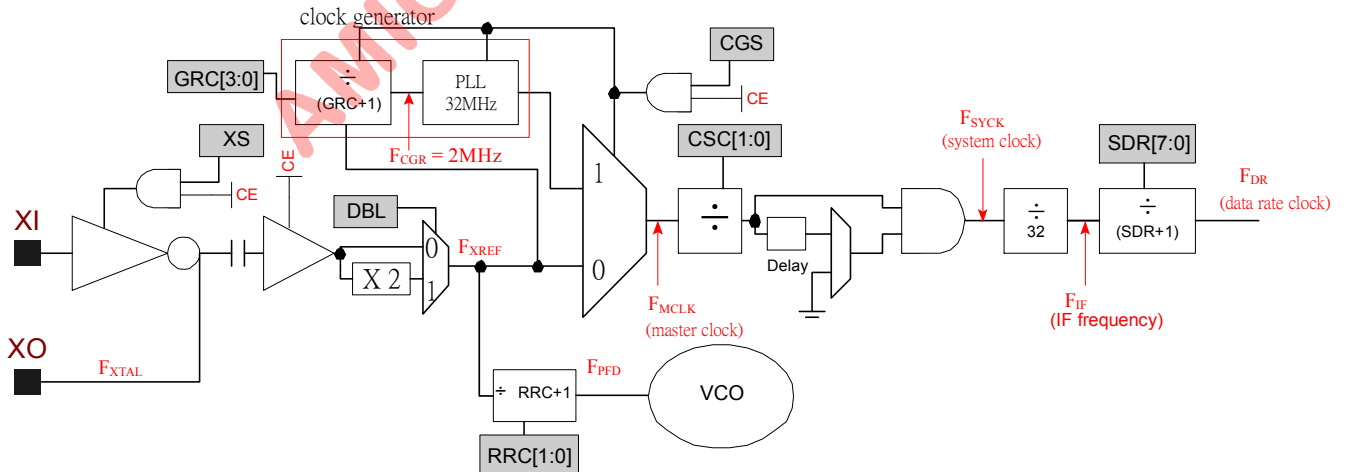 clock generator
AMIC
GRC[3:0]
÷
(GRC+1)
PLL
32MHz
CGS
CE
F_CGR = 2MHz
XS
CE
CE
CSC[1:0]
F_SYCK
(system clock)
SDR[7:0]
F_DR
(data rate clock)
XI
DBL
0
X 2
1
F_XREF
1
0
÷
Delay
÷
32
÷
(SDR+1)
F_MCLK
(master clock)
F_IF
(IF frequency)
XO
F_XTAL
÷ RRC+1
F_PFD
VCO
RRC[1:0]